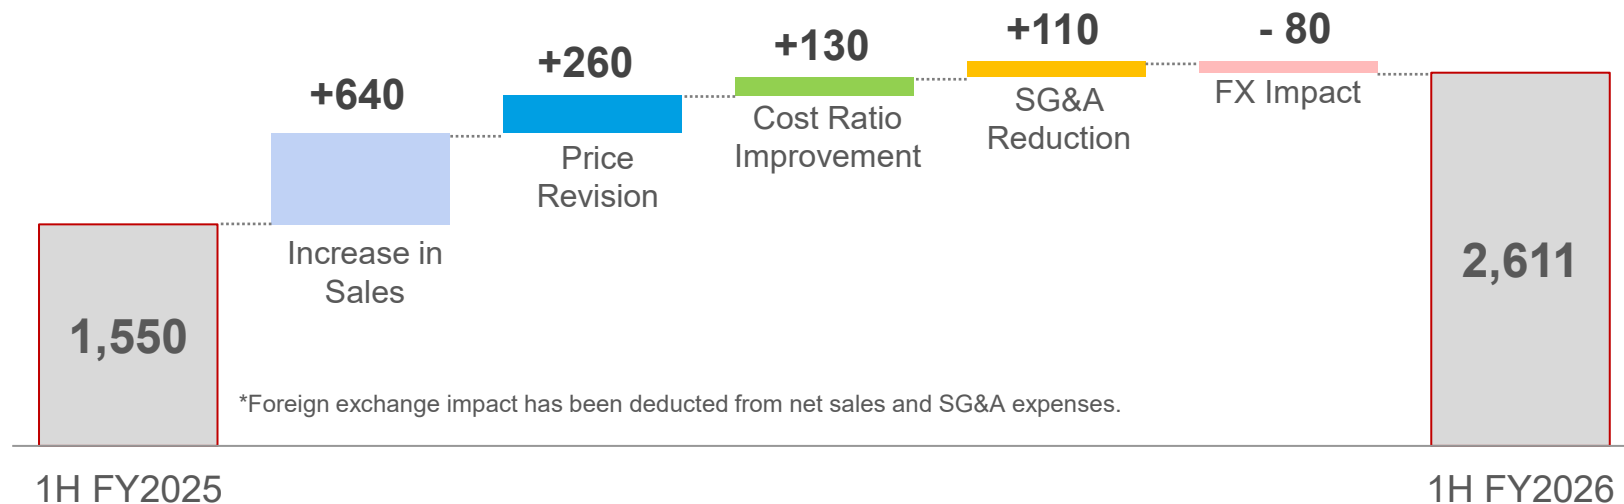 +640
+260
+130
+110
- 80
Increase in
Sales
Price
Revision
Cost Ratio
Improvement
SG&A
Reduction
FX Impact
1,550
2,611
*Foreign exchange impact has been deducted from net sales and SG&A expenses.
1H FY2025
1H FY2026